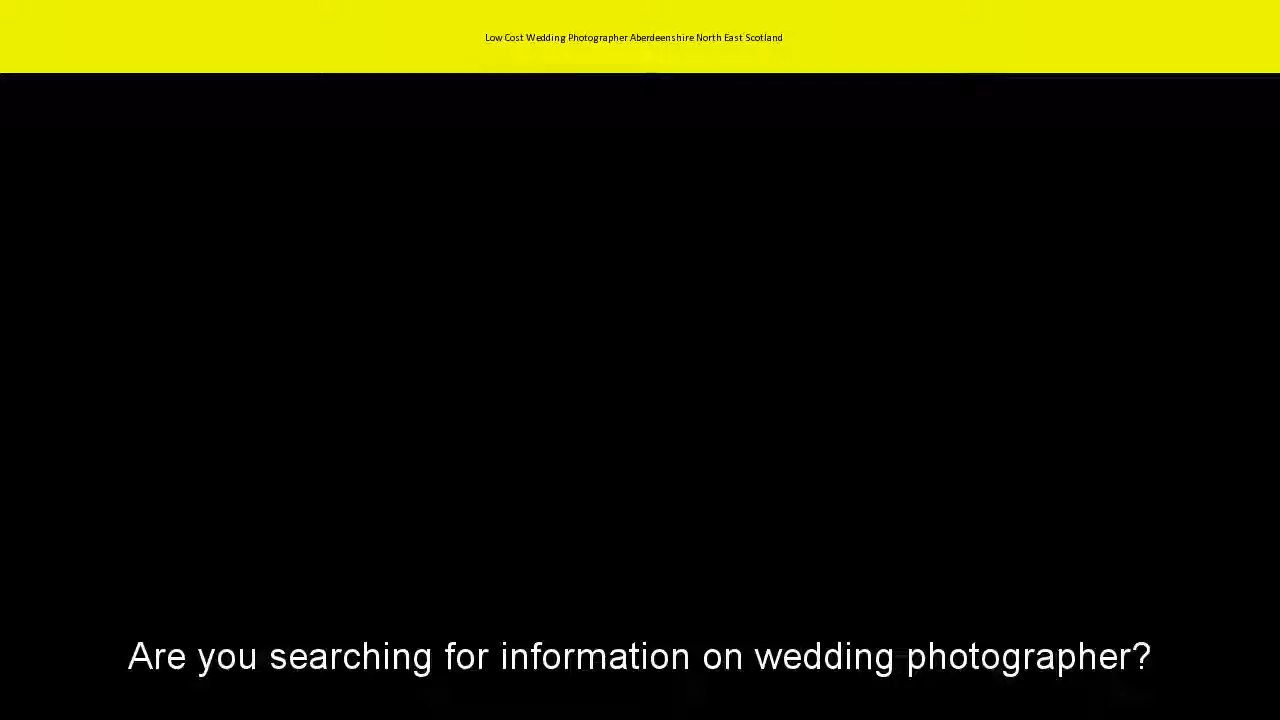 Low Cost Wedding Photographer Aberdeenshire North East Scotland
Are you searching for information on wedding photographer?